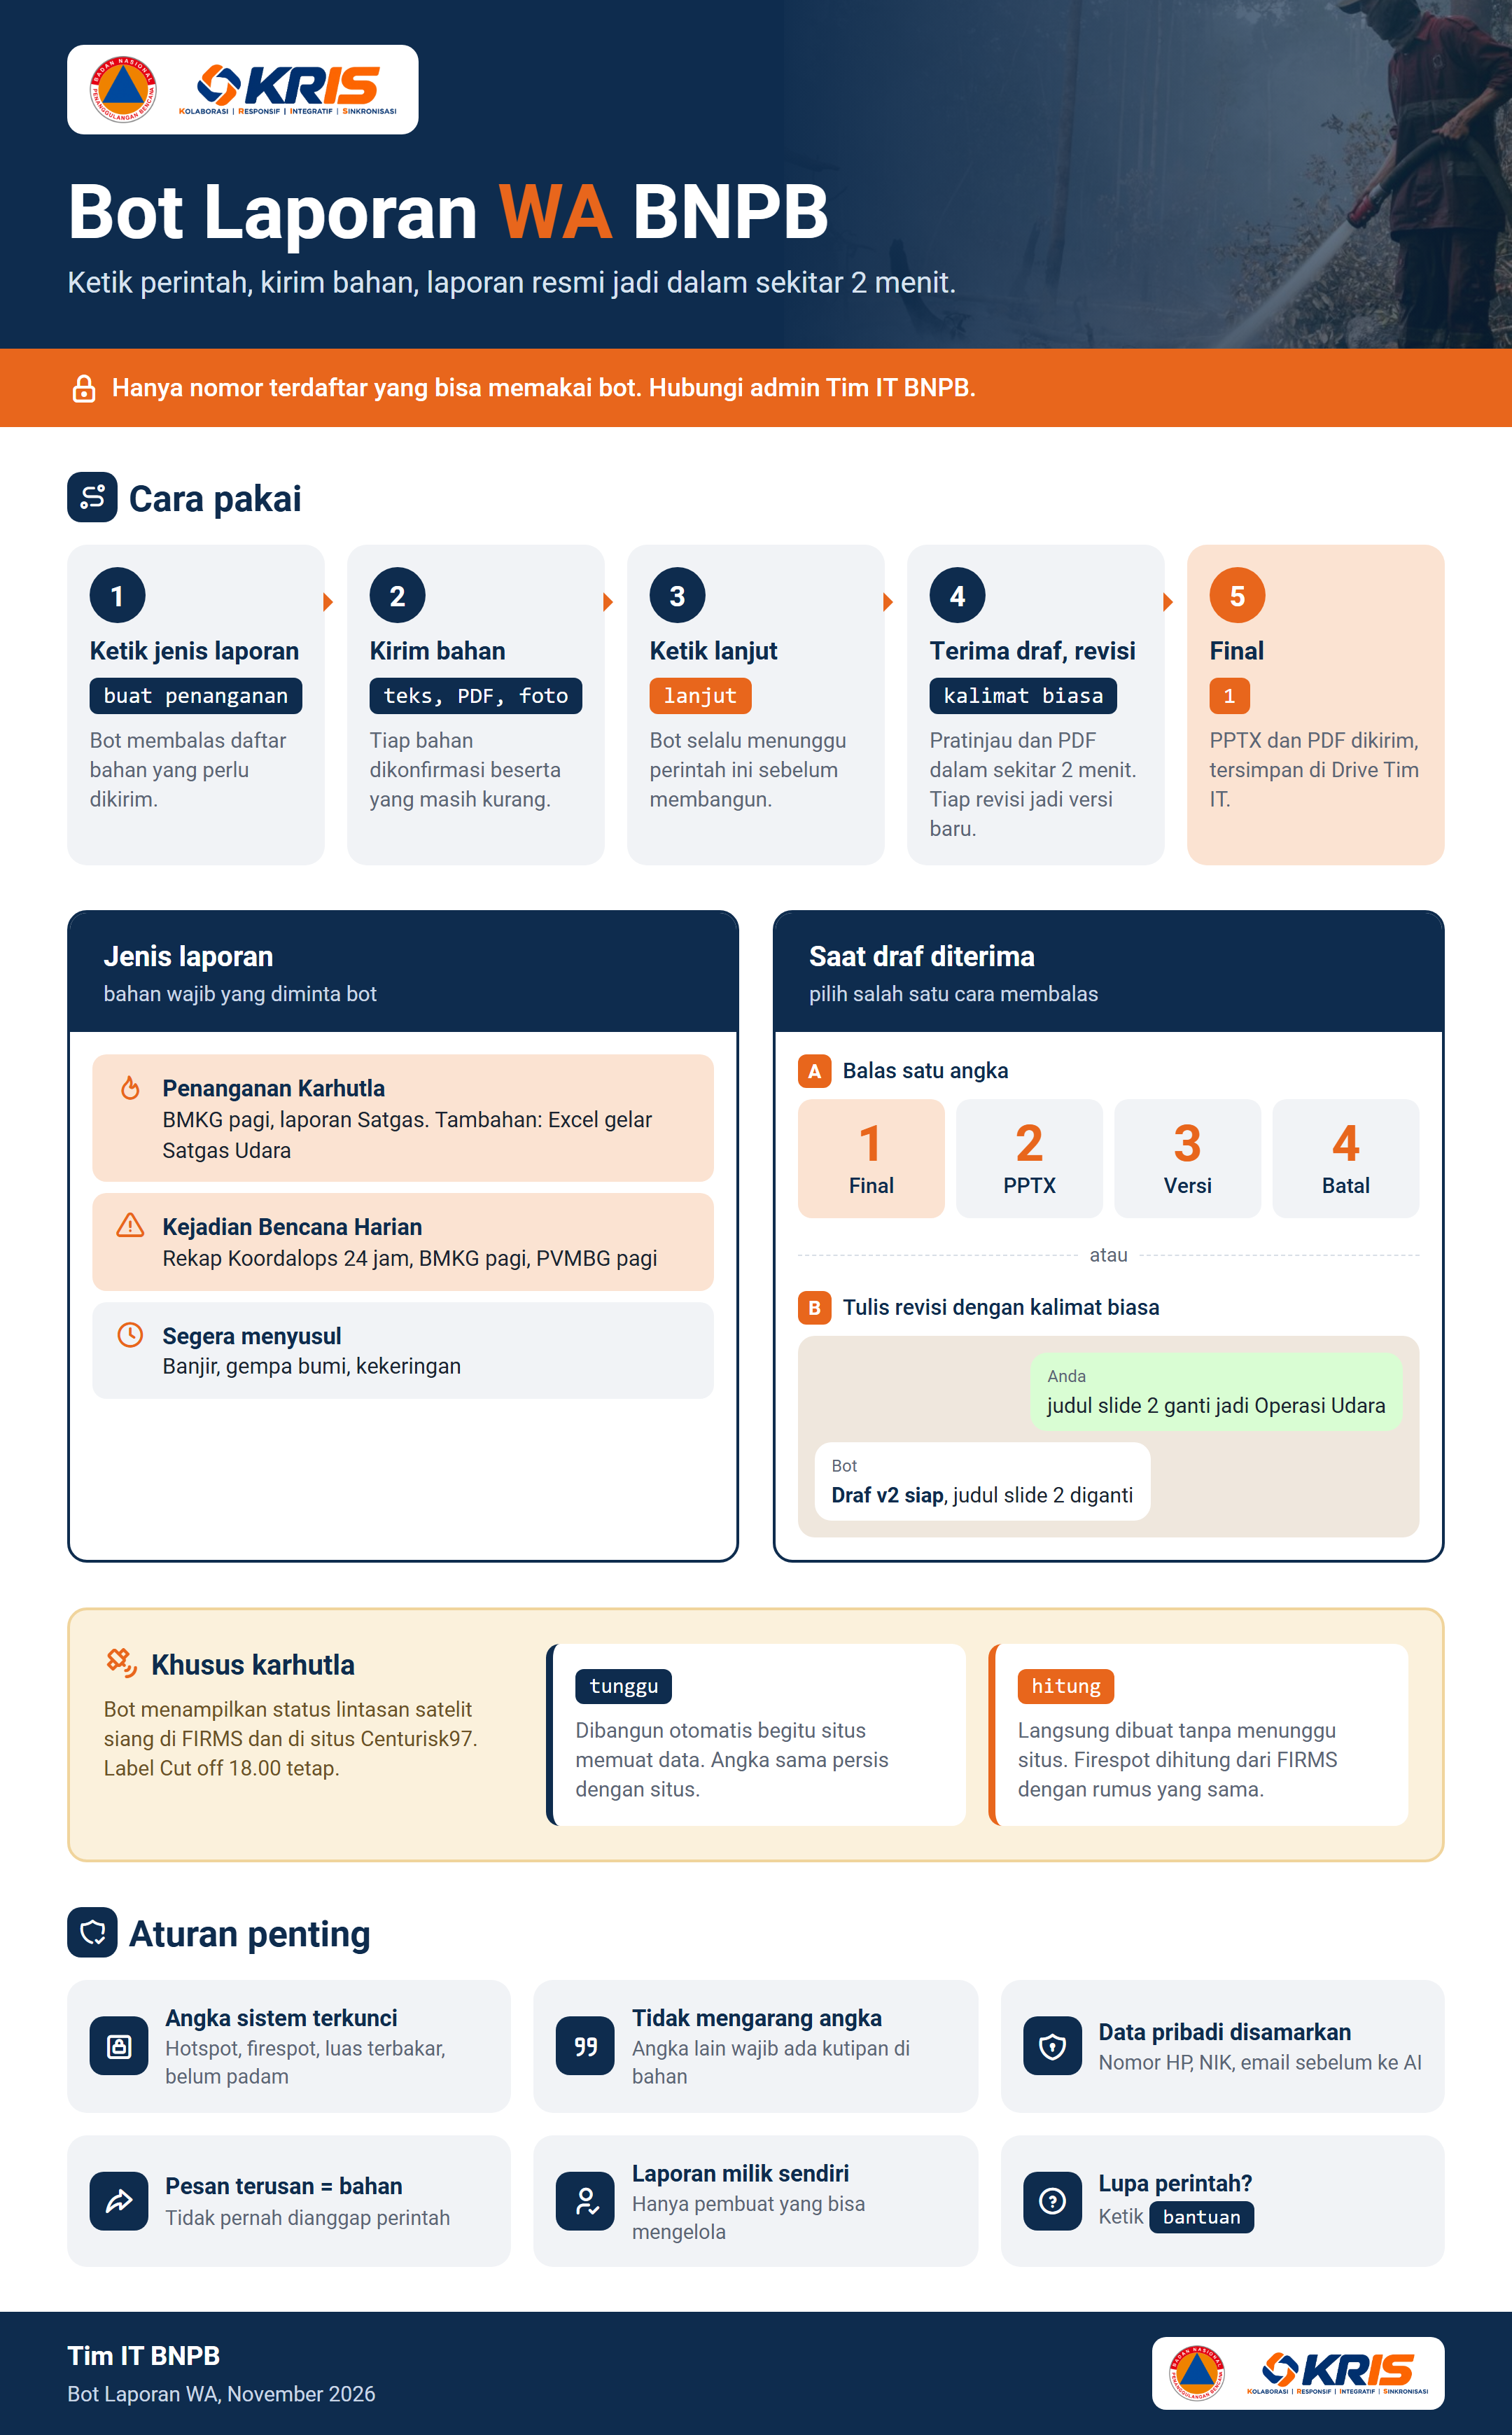 BADAN NASIONAL
PENANGGULANGAN BENCANA
KRIS
KOLABORASI | RESPONSIF | INTEGRATIF | SINKRONISASI
Bot Laporan WA BNPB
Ketik perintah, kirim bahan, laporan resmi jadi dalam sekitar 2 menit.
Hanya nomor terdaftar yang bisa memakai bot. Hubungi admin Tim IT BNPB.
Cara pakai
1
Ketik jenis laporan
buat penanganan
Bot membalas daftar
bahan yang perlu
dikirim.
2
Kirim bahan
teks, PDF, foto
Tiap bahan
dikonfirmasi beserta
yang masih kurang.
3
Ketik lanjut
lanjut
Bot selalu menunggu
perintah ini sebelum
membangun.
4
Terima draf, revisi
kalimat biasa
Pratinjau dan PDF
dalam sekitar 2 menit.
Tiap revisi jadi versi
baru.
5
Final
1
PPTX dan PDF dikirim,
tersimpan di Drive Tim
IT.
Jenis laporan
bahan wajib yang diminta bot
Penanganan Karhutla
BMKG pagi, laporan Satgas. Tambahan: Excel gelar
Satgas Udara
Kejadian Bencana Harian
Rekap Koordalops 24 jam, BMKG pagi, PVMBG pagi
Segera menyusul
Banjir, gempa bumi, kekeringan
Saat draf diterima
pilih salah satu cara membalas
A Balas satu angka
1 2 3 4
Final PPTX Versi Batal
atau
B Tulis revisi dengan kalimat biasa
Anda
judul slide 2 ganti jadi Operasi Udara
Bot
Draf v2 siap, judul slide 2 diganti
Khusus karhutla
Bot menampilkan status lintasan satelit
siang di FIRMS dan di situs Centurisk97.
Label Cut off 18.00 tetap.
tunggu
Dibangun otomatis begitu situs
memuat data. Angka sama persis
dengan situs.
hitung
Langsung dibuat tanpa menunggu
situs. Firespot dihitung dari FIRMS
dengan rumus yang sama.
Aturan penting
Angka sistem terkunci
Hotspot, firespot, luas terbakar,
belum padam
Tidak mengarang angka
Angka lain wajib ada kutipan di
bahan
Data pribadi disamarkan
Nomor HP, NIK, email sebelum ke AI
Pesan terusan = bahan
Tidak pernah dianggap perintah
Laporan milik sendiri
Hanya pembuat yang bisa
mengelola
Lupa perintah?
Ketik bantuan
Tim IT BNPB
Bot Laporan WA, November 2026
BADAN NASIONAL
PENANGGULANGAN BENCANA
KRIS
KOLABORASI | RESPONSIF | INTEGRATIF | SINKRONISASI